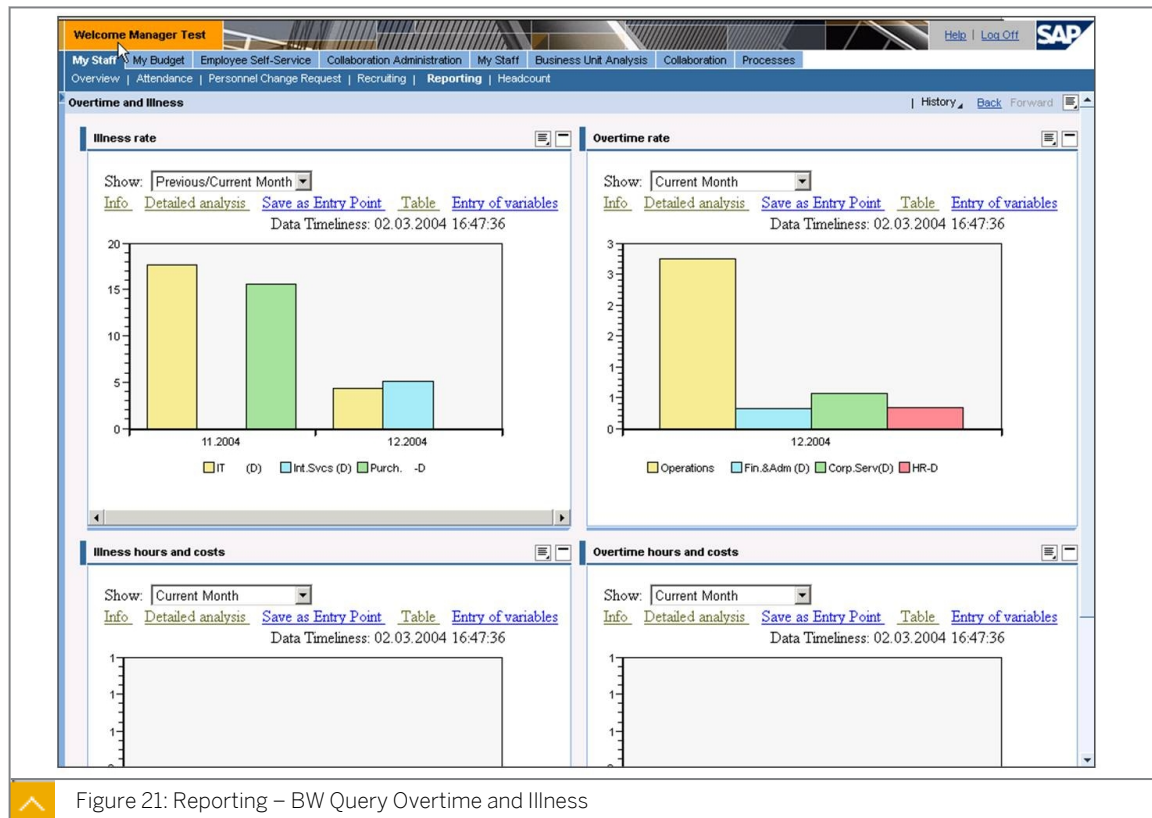 Welcome Manager Test
Help | Log Off
SAP
My Staff My Budget Employee Self-Service Collaboration Administration My Staff Business Unit Analysis Collaboration Processes
Overview | Attendance | Personnel Change Request | Recruiting | Reporting | Headcount
Overtime and Illness
| History Back Forward
Illness rate
Show: Previous/Current Month
Info Detailed analysis Save as Entry Point Table Entry of variables
Data Timeliness: 02.03.2004 16:47:36
20
15
10
5
0
11.2004 12.2004
IT (D) Int.Svcs (D) Purch. -D
Overtime rate
Show: Current Month
Info Detailed analysis Save as Entry Point Table Entry of variables
Data Timeliness: 02.03.2004 16:47:36
3
3
2
2
1
1
0
12.2004
Operations Fin.&Adm (D) Corp.Serv(D) HR-D
Illness hours and costs
Show: Current Month
Info Detailed analysis Save as Entry Point Table Entry of variables
Data Timeliness: 02.03.2004 16:47:36
1
1
1
Overtime hours and costs
Show: Current Month
Info Detailed analysis Save as Entry Point Table Entry of variables
Data Timeliness: 02.03.2004 16:47:36
1
1
1
Figure 21: Reporting – BW Query Overtime and Illness